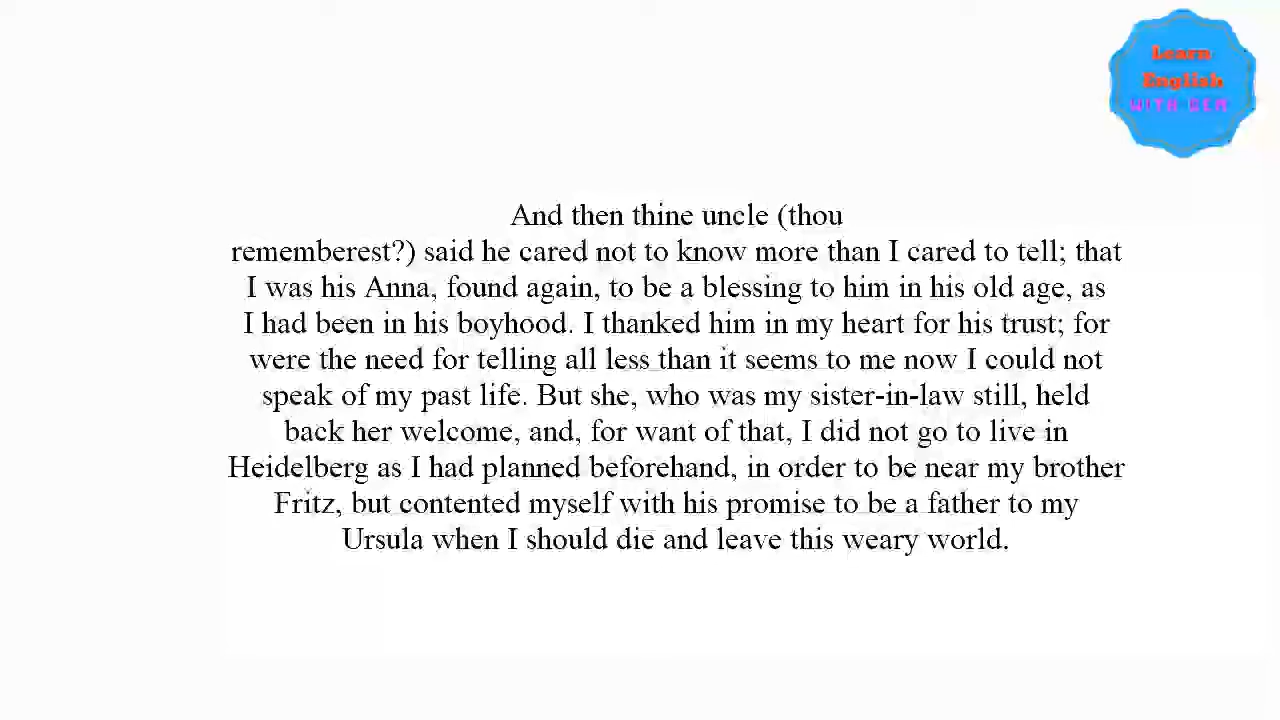 Learn
English
WITH GEM
And then thine uncle (thou
rememberest?) said he cared not to know more than I cared to tell; that
I was his Anna, found again, to be a blessing to him in his old age, as
I had been in his boyhood. I thanked him in my heart for his trust; for
were the need for telling all less than it seems to me now I could not
speak of my past life. But she, who was my sister-in-law still, held
back her welcome, and, for want of that, I did not go to live in
Heidelberg as I had planned beforehand, in order to be near my brother
Fritz, but contented myself with his promise to be a father to my
Ursula when I should die and leave this weary world.